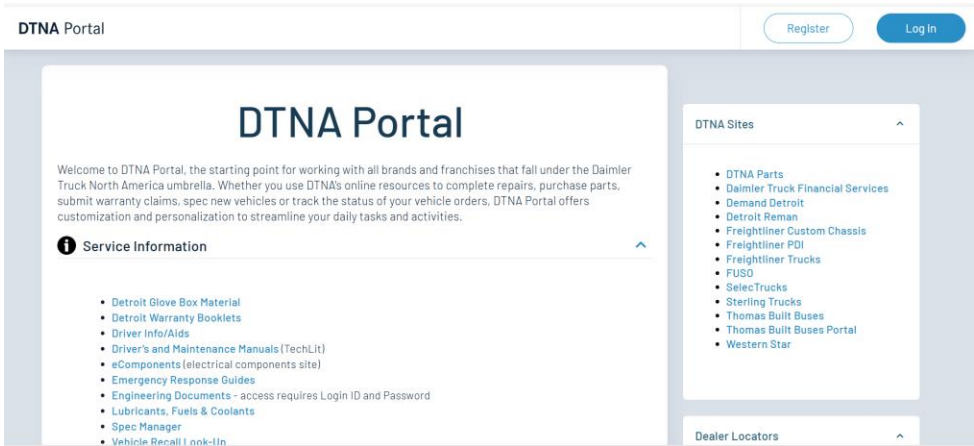 DTNA Portal
Register
Log In
DTNA Portal
Welcome to DTNA Portal, the starting point for working with all brands and franchises that fall under the Daimler
Truck North America umbrella. Whether you use DTNA's online resources to complete repairs, purchase parts,
submit warranty claims, spec new vehicles or track the status of your vehicle orders, DTNA Portal offers
customization and personalization to streamline your daily tasks and activities.
Service Information
Detroit Glove Box Material
Detroit Warranty Booklets
Driver Info/Aids
Driver's and Maintenance Manuals (TechLit)
eComponents (electrical components site)
Emergency Response Guides
Engineering Documents - access requires Login ID and Password
Lubricants, Fuels & Coolants
Spec Manager
Vehicle Recall Look-Up
DTNA Sites
DTNA Parts
Daimler Truck Financial Services
Demand Detroit
Detroit Reman
Freightliner Custom Chassis
Freightliner PDI
Freightliner Trucks
FUSO
SelecTrucks
Sterling Trucks
Thomas Built Buses
Thomas Built Buses Portal
Western Star
Dealer Locators